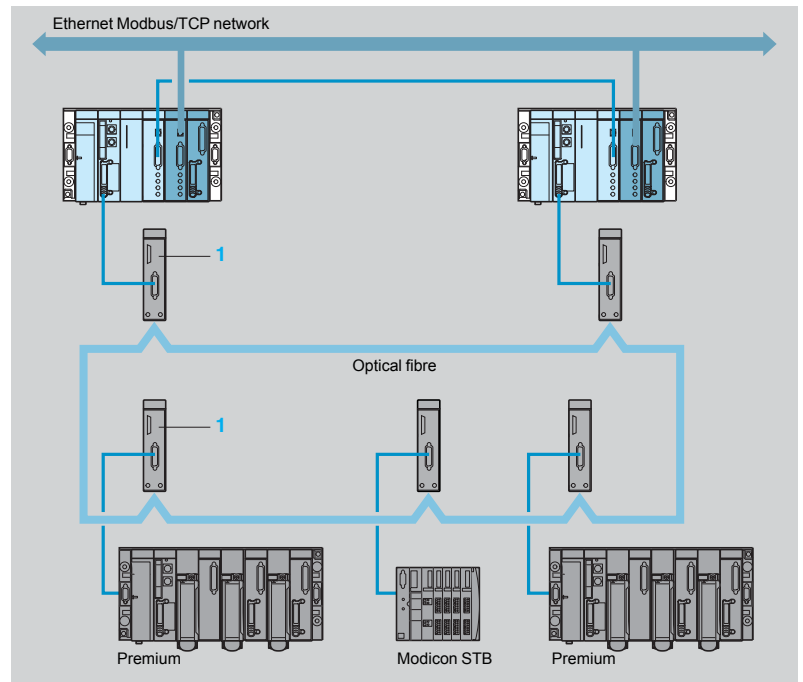 Ethernet Modbus/TCP network
1
Optical fibre
1
Premium
Modicon STB
Premium